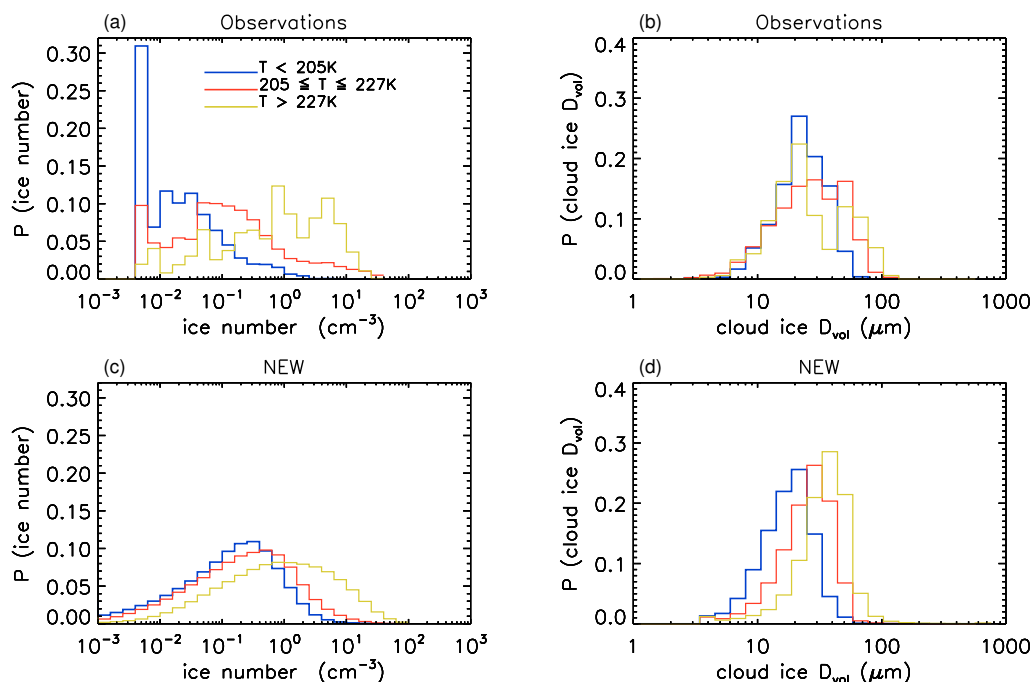 (a) Observations
P (ice number)
0.30
0.25
0.20
0.15
0.10
0.05
0.00
T < 205K
205 ≦ T ≦ 227K
T > 227K
10⁻³ 10⁻² 10⁻¹ 10⁰ 10¹ 10² 10³
ice number (cm⁻³)
(b) Observations
P (cloud ice Dvol)
0.4
0.3
0.2
0.1
0.0
1 10 100 1000
cloud ice Dvol (μm)
(c) NEW
P (ice number)
0.30
0.25
0.20
0.15
0.10
0.05
0.00
10⁻³ 10⁻² 10⁻¹ 10⁰ 10¹ 10² 10³
ice number (cm⁻³)
(d) NEW
P (cloud ice Dvol)
0.4
0.3
0.2
0.1
0.0
1 10 100 1000
cloud ice Dvol (μm)